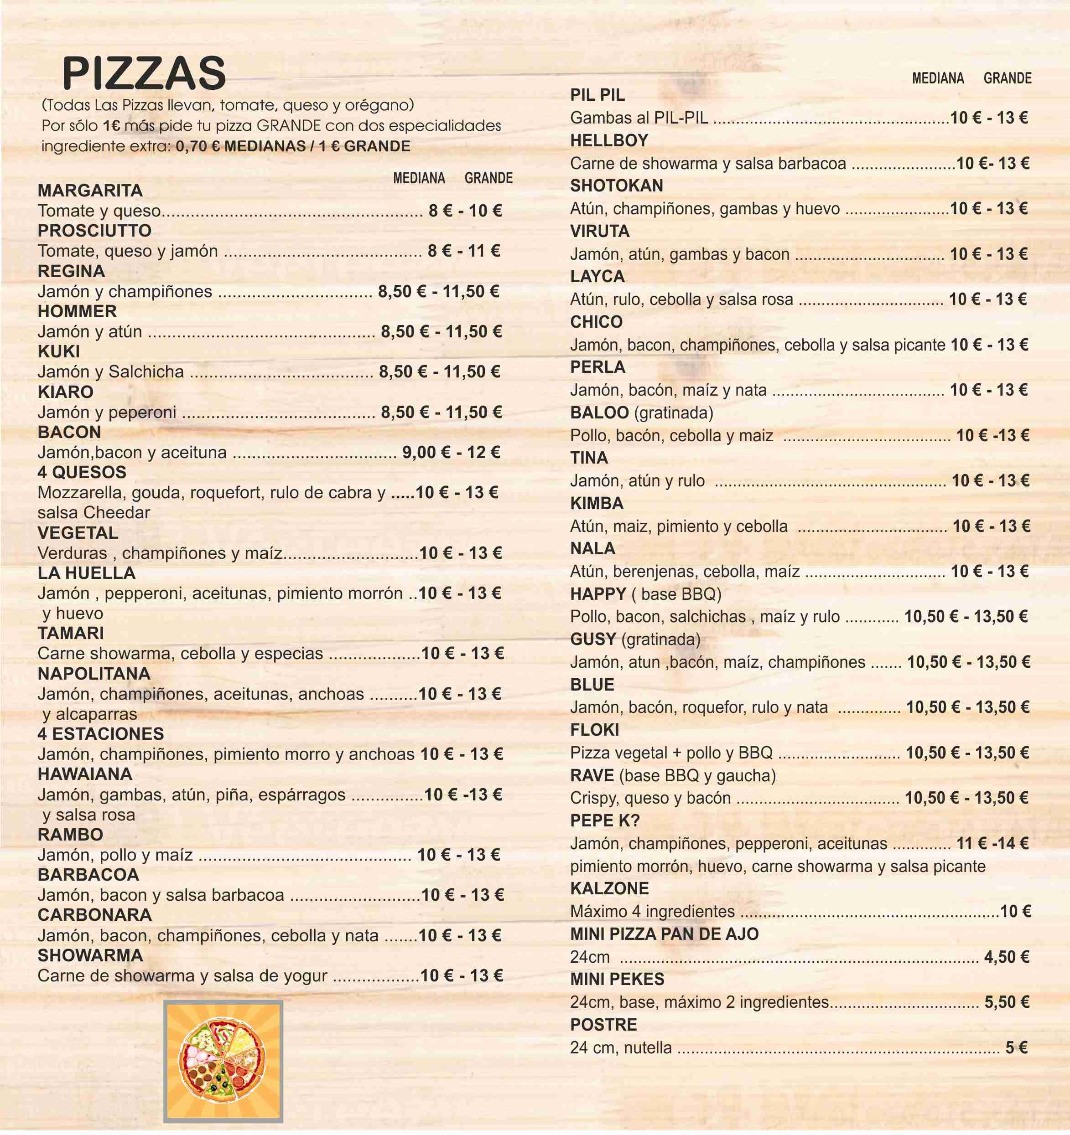 PIZZAS
(Todas Las Pizzas llevan, tomate, queso y orégano)
Por sólo 1€ más pide tu pizza GRANDE con dos especialidades
ingrediente extra: 0,70 € MEDIANAS / 1 € GRANDE
MEDIANA GRANDE
MARGARITA
Tomate y queso.......................................................... 8 € - 10 €
PROSCIUTTO
Tomate, queso y jamón ............................................ 8 € - 11 €
REGINA
Jamón y champiñones .................................. 8,50 € - 11,50 €
HOMMER
Jamón y atún .................................................. 8,50 € - 11,50 €
KUKI
Jamón y Salchicha ......................................... 8,50 € - 11,50 €
KIARO
Jamón y peperoni ........................................... 8,50 € - 11,50 €
BACON
Jamón,bacon y aceituna .................................... 9,00 € - 12 €
4 QUESOS
Mozzarella, gouda, roquefort, rulo de cabra y .....10 € - 13 €
salsa Cheedar
VEGETAL
Verduras , champiñones y maíz..............................10 € - 13 €
LA HUELLA
Jamón , pepperoni, aceitunas, pimiento morrón ..10 € - 13 €
y huevo
TAMARI
Carne showarma, cebolla y especias ....................10 € - 13 €
NAPOLITANA
Jamón, champiñones, aceitunas, anchoas ..........10 € - 13 €
y alcaparras
4 ESTACIONES
Jamón, champiñones, pimiento morro y anchoas 10 € - 13 €
HAWAIANA
Jamón, gambas, atún, piña, espárragos ................10 € -13 €
y salsa rosa
RAMBO
Jamón, pollo y maíz ............................................... 10 € - 13 €
BARBACOA
Jamón, bacon y salsa barbacoa .............................10 € - 13 €
CARBONARA
Jamón, bacon, champiñones, cebolla y nata .......10 € - 13 €
SHOWARMA
Carne de showarma y salsa de yogur ...................10 € - 13 €
MEDIANA GRANDE
PIL PIL
Gambas al PIL-PIL ....................................................10 € - 13 €
HELLBOY
Carne de showarma y salsa barbacoa .......................10 €- 13 €
SHOTOKAN
Atún, champiñones, gambas y huevo .......................10 € - 13 €
VIRUTA
Jamón, atún, gambas y bacon ................................. 10 € - 13 €
LAYCA
Atún, rulo, cebolla y salsa rosa ................................ 10 € - 13 €
CHICO
Jamón, bacon, champiñones, cebolla y salsa picante 10 € - 13 €
PERLA
Jamón, bacón, maíz y nata ...................................... 10 € - 13 €
BALOO (gratinada)
Pollo, bacón, cebolla y maiz ..................................... 10 € -13 €
TINA
Jamón, atún y rulo .................................................... 10 € - 13 €
KIMBA
Atún, maiz, pimiento y cebolla ................................. 10 € - 13 €
NALA
Atún, berenjenas, cebolla, maíz ............................... 10 € - 13 €
HAPPY ( base BBQ)
Pollo, bacon, salchichas , maíz y rulo ............ 10,50 € - 13,50 €
GUSY (gratinada)
Jamón, atun ,bacón, maíz, champiñones ....... 10,50 € - 13,50 €
BLUE
Jamón, bacón, roquefor, rulo y nata .............. 10,50 € - 13,50 €
FLOKI
Pizza vegetal + pollo y BBQ ........................... 10,50 € - 13,50 €
RAVE (base BBQ y gaucha)
Crispy, queso y bacón .................................... 10,50 € - 13,50 €
PEPE K?
Jamón, champiñones, pepperoni, aceitunas ............. 11 € -14 €
pimiento morrón, huevo, carne showarma y salsa picante
KALZONE
Máximo 4 ingredientes .........................................................10 €
MINI PIZZA PAN DE AJO
24cm ................................................................................ 4,50 €
MINI PEKES
24cm, base, máximo 2 ingredientes................................. 5,50 €
POSTRE
24 cm, nutella ....................................................................... 5 €